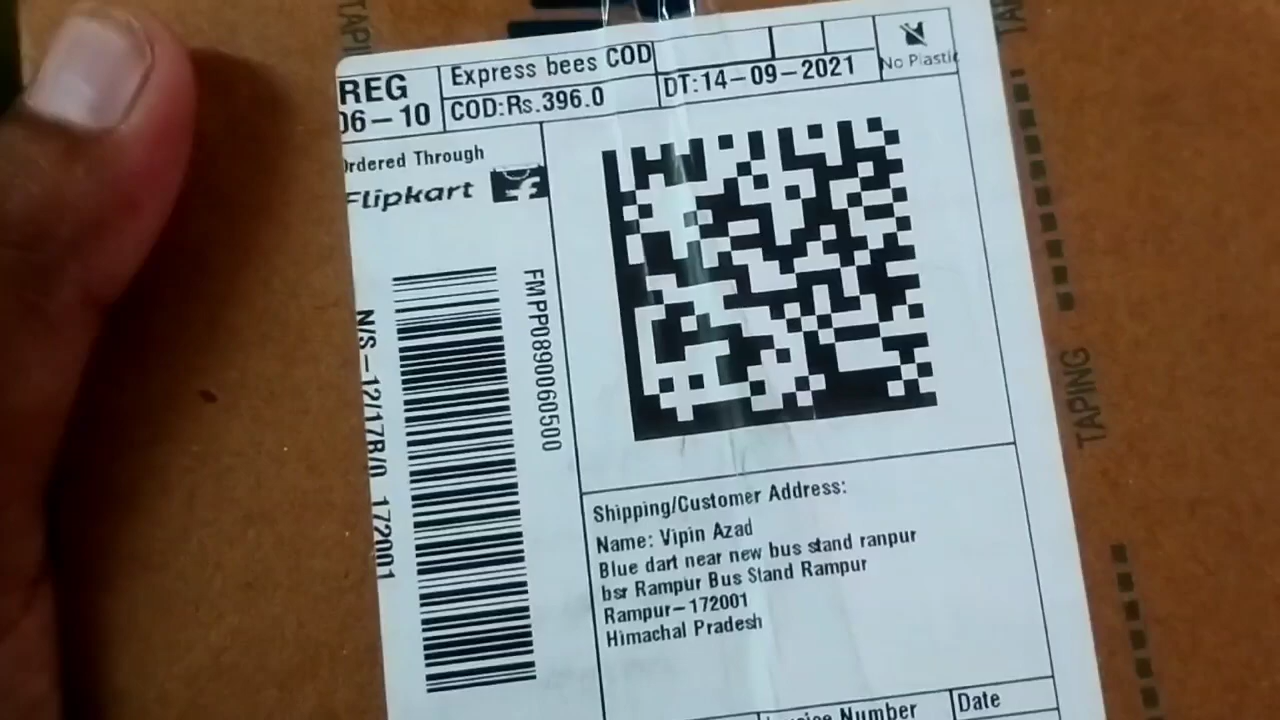 TAPING
REG
06-10
Express bees COD
COD:Rs.396.0
DT:14-09-2021
No Plastic
Ordered Through
Flipkart
FMPP0890060500
N/S-12/17B/0 172001
TAPING
Shipping/Customer Address:
Name: Vipin Azad
Blue dart near new bus stand ranpur
bsr Rampur Bus Stand Rampur
Rampur-172001
Himachal Pradesh
Invoice Number
Date